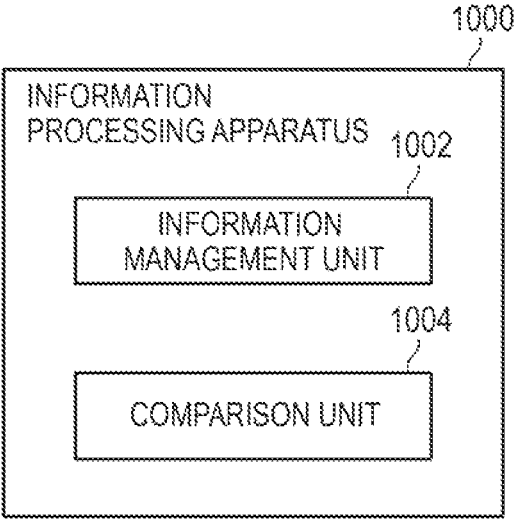 1000
INFORMATION
PROCESSING APPARATUS
1002
INFORMATION
MANAGEMENT UNIT
1004
COMPARISON UNIT